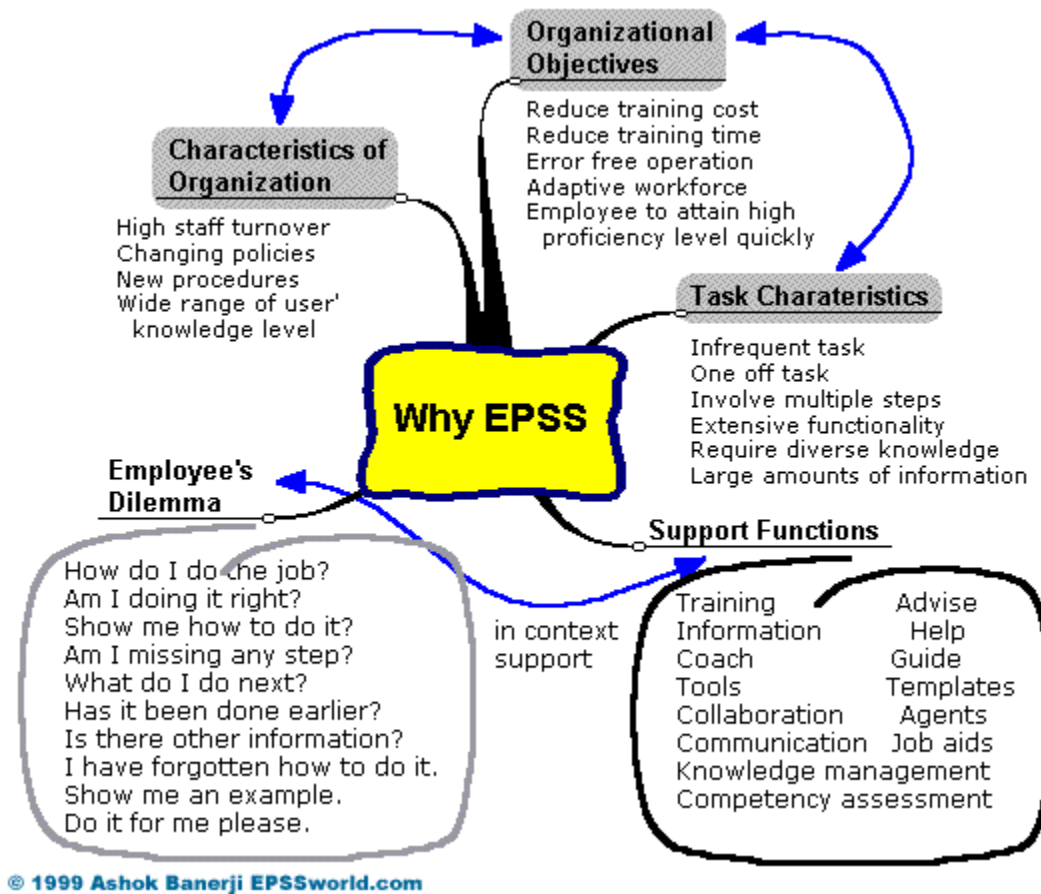 Organizational
Objectives
Reduce training cost
Reduce training time
Error free operation
Adaptive workforce
Employee to attain high
proficiency level quickly
Characteristics of
Organization
High staff turnover
Changing policies
New procedures
Wide range of user'
knowledge level
Task Charateristics
Infrequent task
One off task
Involve multiple steps
Extensive functionality
Require diverse knowledge
Large amounts of information
Why EPSS
Employee's
Dilemma
How do I do the job?
Am I doing it right?
Show me how to do it?
Am I missing any step?
What do I do next?
Has it been done earlier?
Is there other information?
I have forgotten how to do it.
Show me an example.
Do it for me please.
in context
support
Support Functions
Training Advise
Information Help
Coach Guide
Tools Templates
Collaboration Agents
Communication Job aids
Knowledge management
Competency assessment
© 1999 Ashok Banerji EPSSworld.com